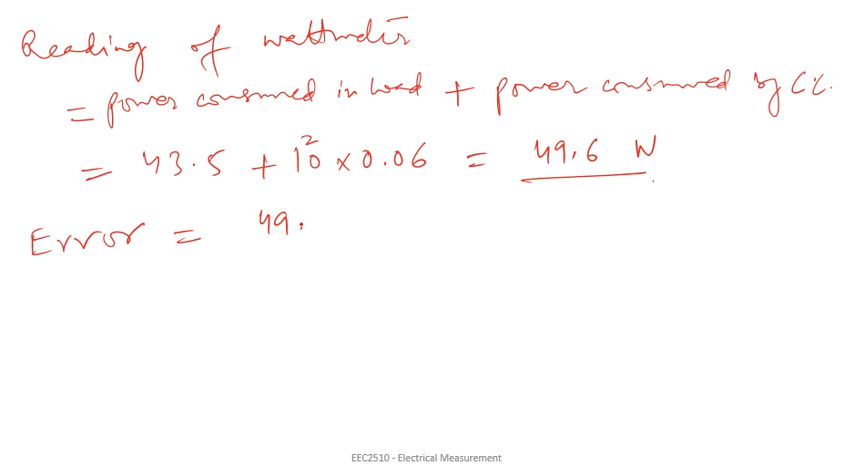 Reading of wattmeter
= power consumed in load + power consumed by CC.
= 43.5 + 10² × 0.06 = 49.6 W
Error = 49.
EEC2510 - Electrical Measurement